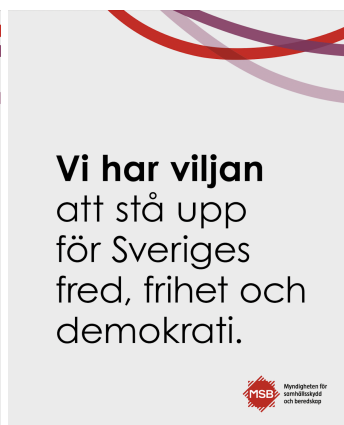 Vi har viljan
att stå upp
för Sveriges
fred, frihet och
demokrati.
MSB
Myndigheten för
samhällsskydd
och beredskap